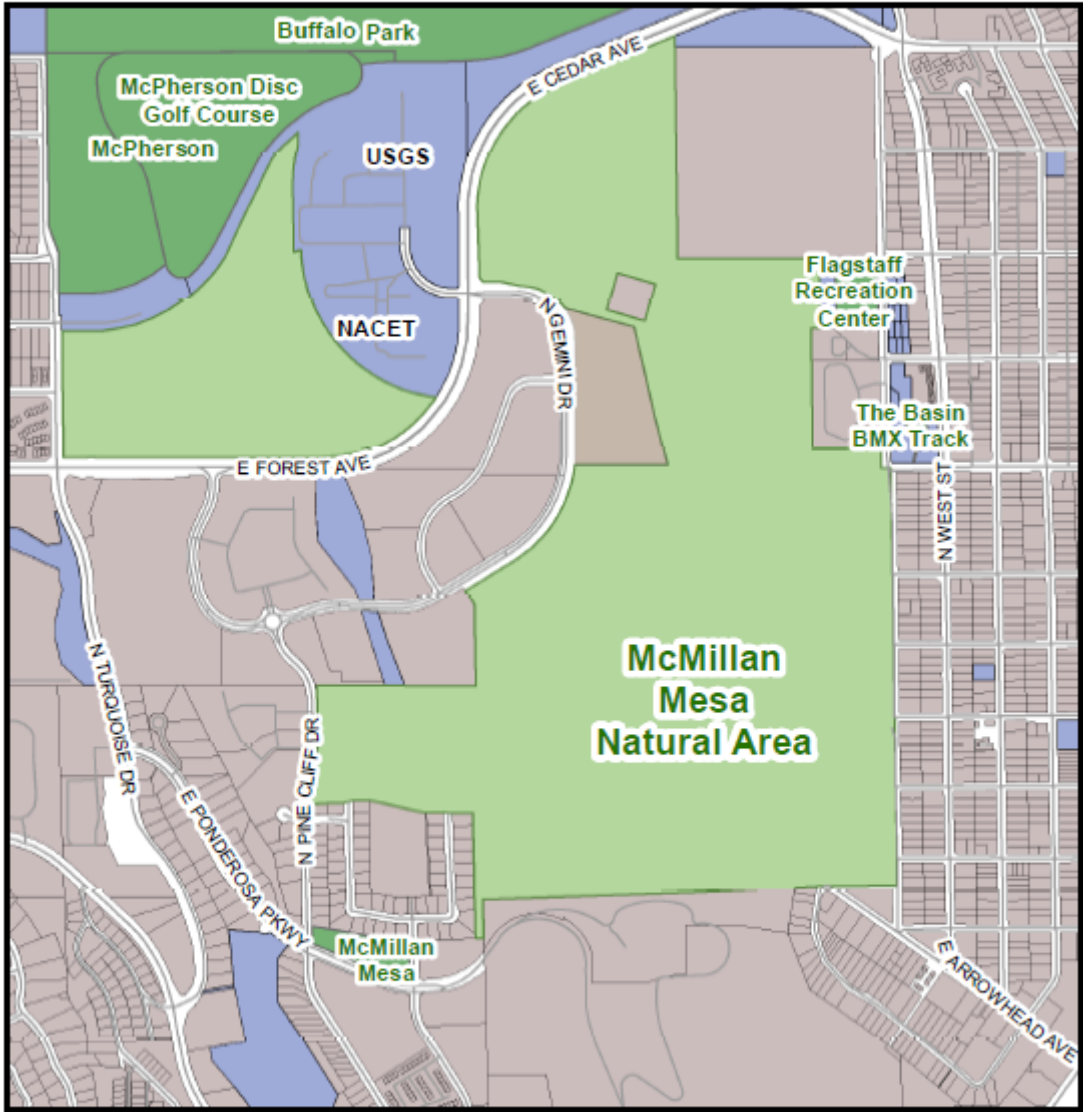 Buffalo Park
E CEDAR AVE
McPherson Disc
Golf Course
McPherson
USGS
Flagstaff
Recreation
Center
N GEMINI DR
NACET
The Basin
BMX Track
E FOREST AVE
N WEST ST
McMillan
Mesa
Natural Area
N TURQUOISE DR
N PINE CLIFF DR
E PONDEROSA PKWY
McMillan
Mesa
E ARROWHEAD AVE